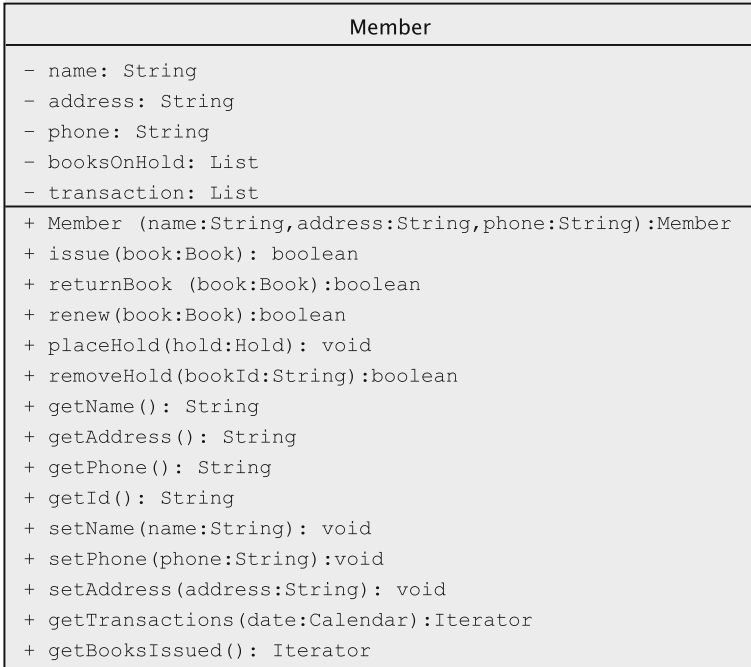 Member
- name: String
- address: String
- phone: String
- booksOnHold: List
- transaction: List
+ Member (name:String,address:String,phone:String):Member
+ issue(book:Book): boolean
+ returnBook (book:Book):boolean
+ renew(book:Book):boolean
+ placeHold(hold:Hold): void
+ removeHold(bookId:String):boolean
+ getName(): String
+ getAddress(): String
+ getPhone(): String
+ getId(): String
+ setName(name:String): void
+ setPhone(phone:String):void
+ setAddress(address:String): void
+ getTransactions(date:Calendar):Iterator
+ getBooksIssued(): Iterator